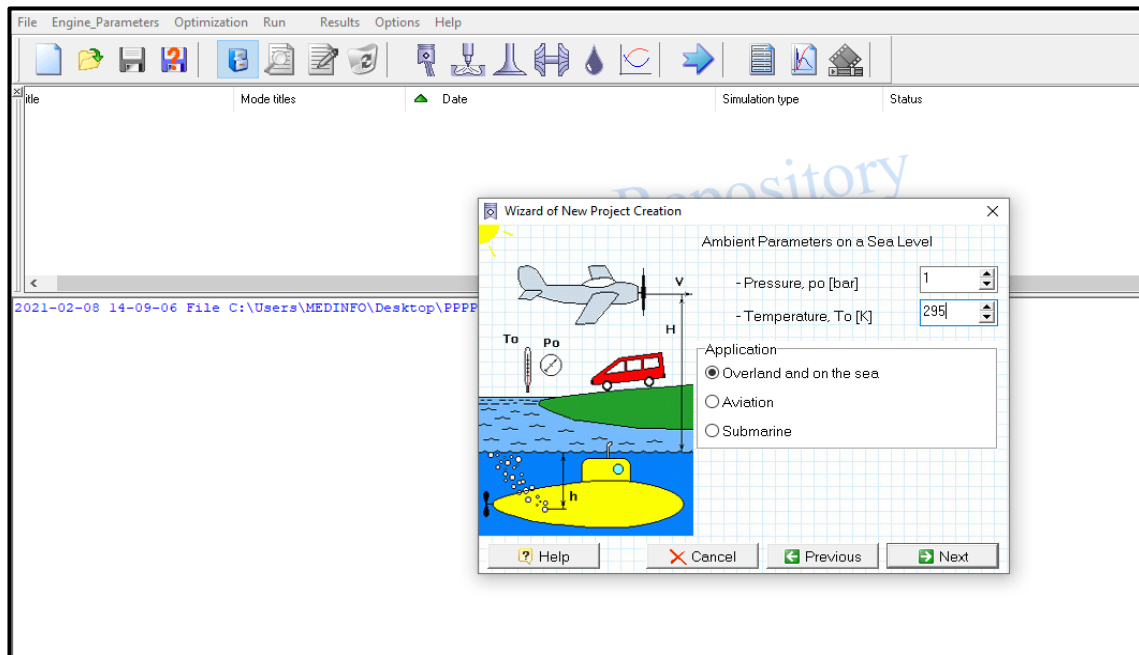 File Engine_Parameters Optimization Run Results Options Help
itle Mode titles Date Simulation type Status
Repository
Wizard of New Project Creation
Ambient Parameters on a Sea Level
- Pressure, po [bar] 1
- Temperature, To [K] 295
V
H
To Po
Application
Overland and on the sea
Aviation
Submarine
h
2021-02-08 14-09-06 File C:\Users\MEDINFO\Desktop\PPPP
Help Cancel Previous Next